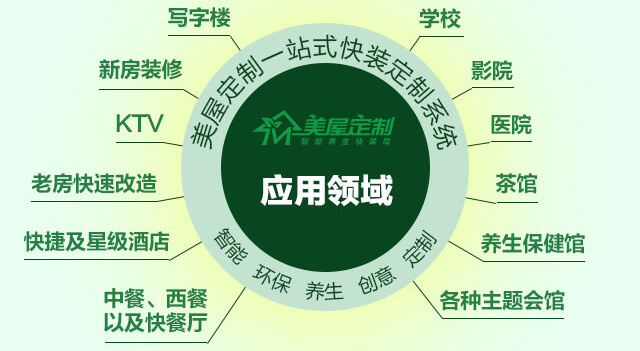 写字楼
学校
新房装修
影院
KTV
医院
老房快速改造
茶馆
快捷及星级酒店
养生保健馆
中餐、西餐
以及快餐厅
各种主题会馆
美屋定制一站式快装定制系统
美屋定制
智能养生快装馆
应用领域
智能 环保 养生 创意 定制